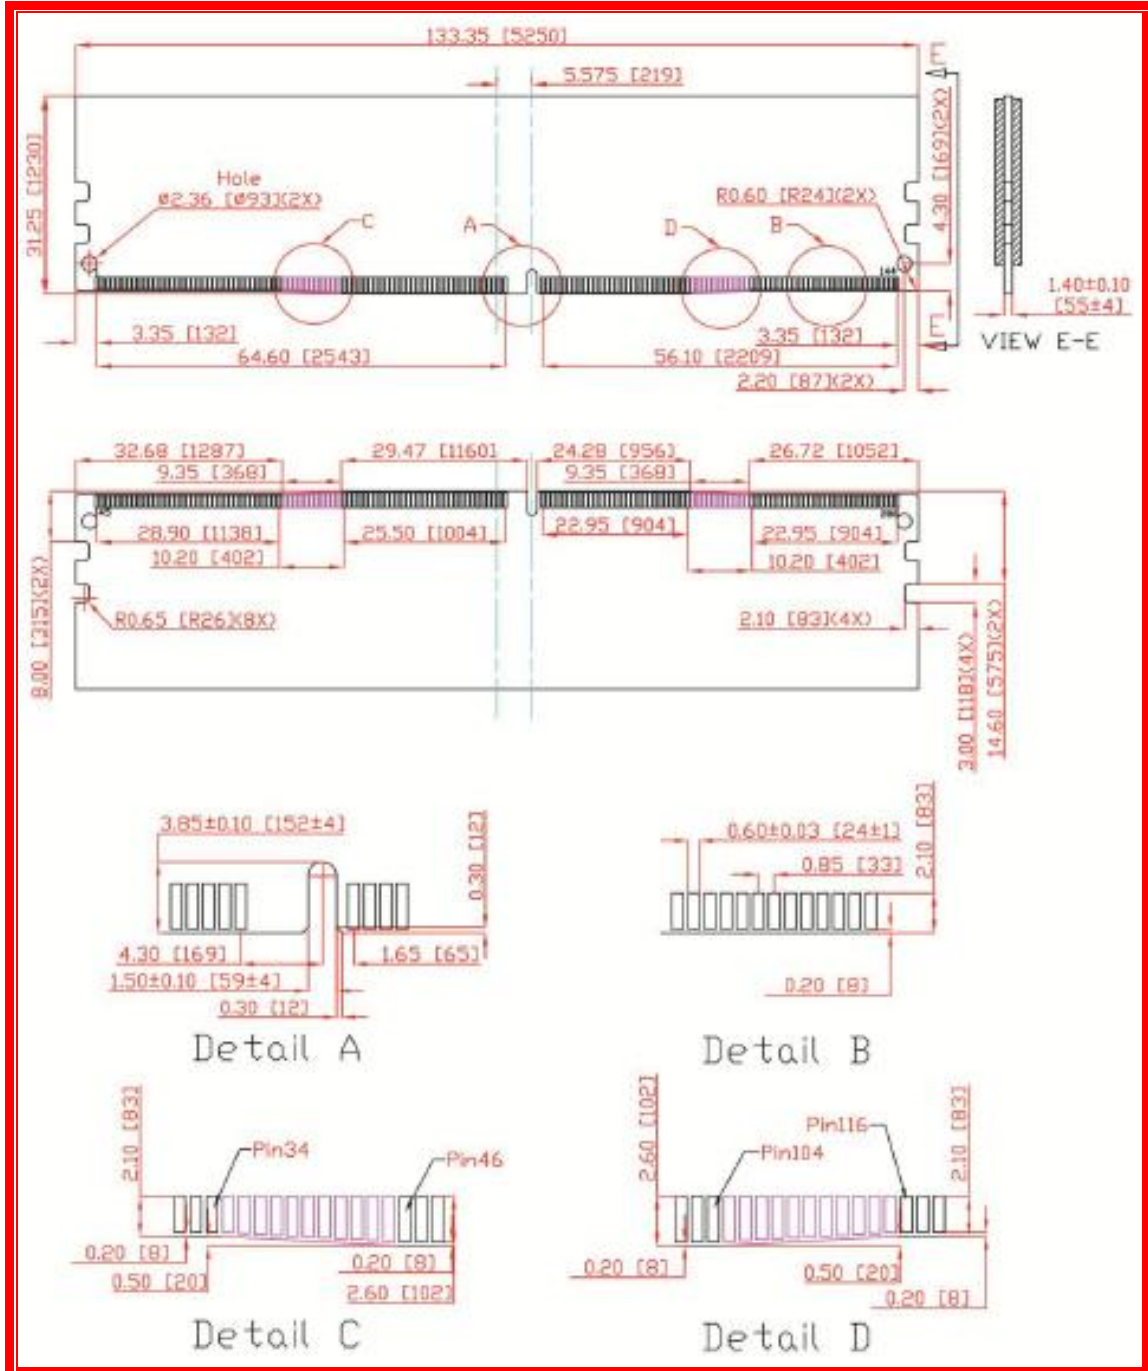 133.35 [5250]
5.575 [219]
E
31.25 [1230]
Hole
Ø2.36 [Ø93](2X)
C
A
D
B
R0.60 [R24](2X)
4.30 [169](2X)
144
1.40±0.10
[55±4]
3.35 [132]
3.35 [132]
E
VIEW E-E
64.60 [2543]
56.10 [2209]
2.20 [87](2X)
32.68 [1287]
29.47 [1160]
24.28 [956]
26.72 [1052]
9.35 [368]
9.35 [368]
28.90 [1138]
25.50 [1004]
22.95 [904]
22.95 [904]
10.20 [402]
10.20 [402]
8.00 [315](2X)
R0.65 [R26](8X)
2.10 [83](4X)
3.00 [118](4X)
14.60 [575](2X)
3.85±0.10 [152±4]
0.30 [12]
0.60±0.03 [24±1]
2.10 [83]
0.85 [33]
4.30 [169]
1.65 [65]
1.50±0.10 [59±4]
0.30 [12]
0.20 [8]
Detail A
Detail B
2.10 [83]
Pin34
Pin46
2.60 [102]
Pin116
Pin104
2.10 [83]
0.20 [8]
0.20 [8]
0.50 [20]
2.60 [102]
0.20 [8]
0.50 [20]
0.20 [8]
Detail C
Detail D